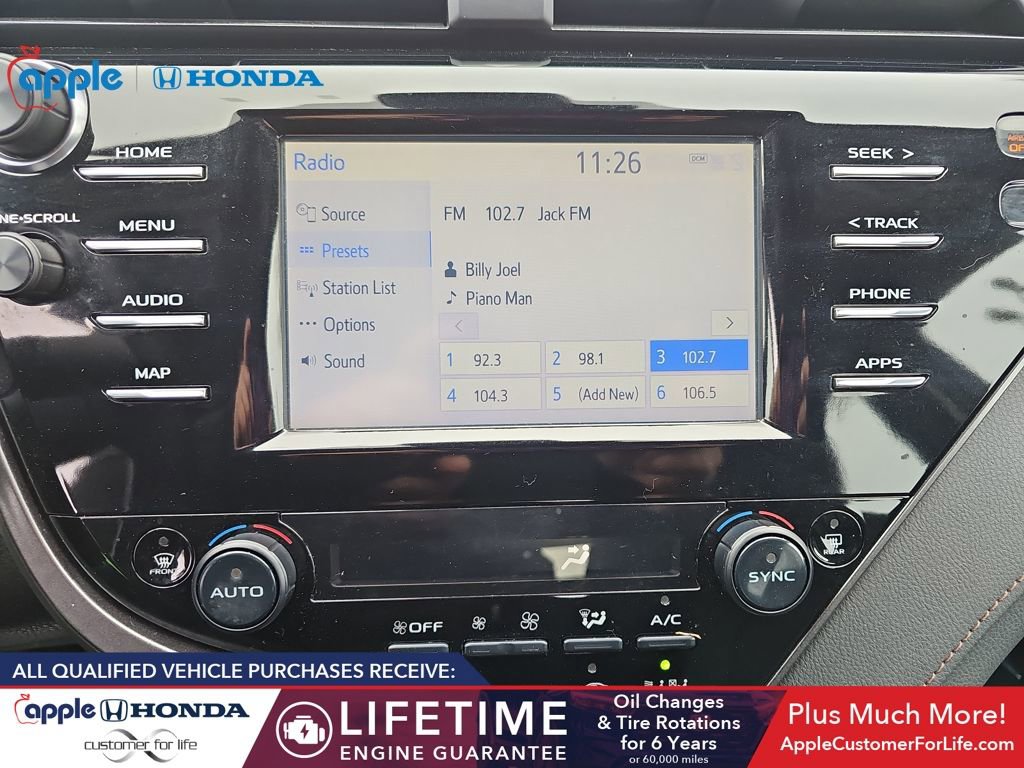 apple HONDA
HOME
NE•SCROLL
MENU
AUDIO
MAP
Radio 11:26 DCM
Source
Presets
Station List
Options
Sound
FM 102.7 Jack FM
Billy Joel
Piano Man
1 92.3 2 98.1 3 102.7
4 104.3 5 (Add New) 6 106.5
SEEK >
< TRACK
PHONE
APPS
OF
FRONT
AUTO
OFF
A/C
SYNC
REAR
ALL QUALIFIED VEHICLE PURCHASES RECEIVE:
apple HONDA
customer for life
LIFETIME
ENGINE GUARANTEE
Oil Changes
& Tire Rotations
for 6 Years
or 60,000 miles
Plus Much More!
AppleCustomerForLife.com